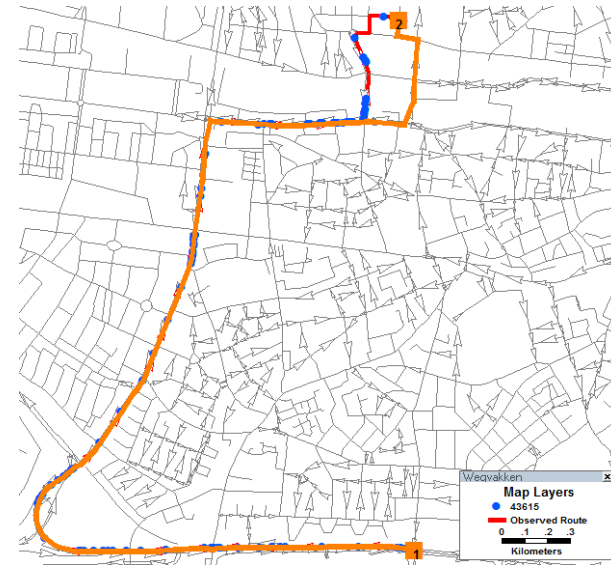 2
Wegvakken
Map Layers
43615
Observed Route
0 .1 .2 .3
Kilometers
1